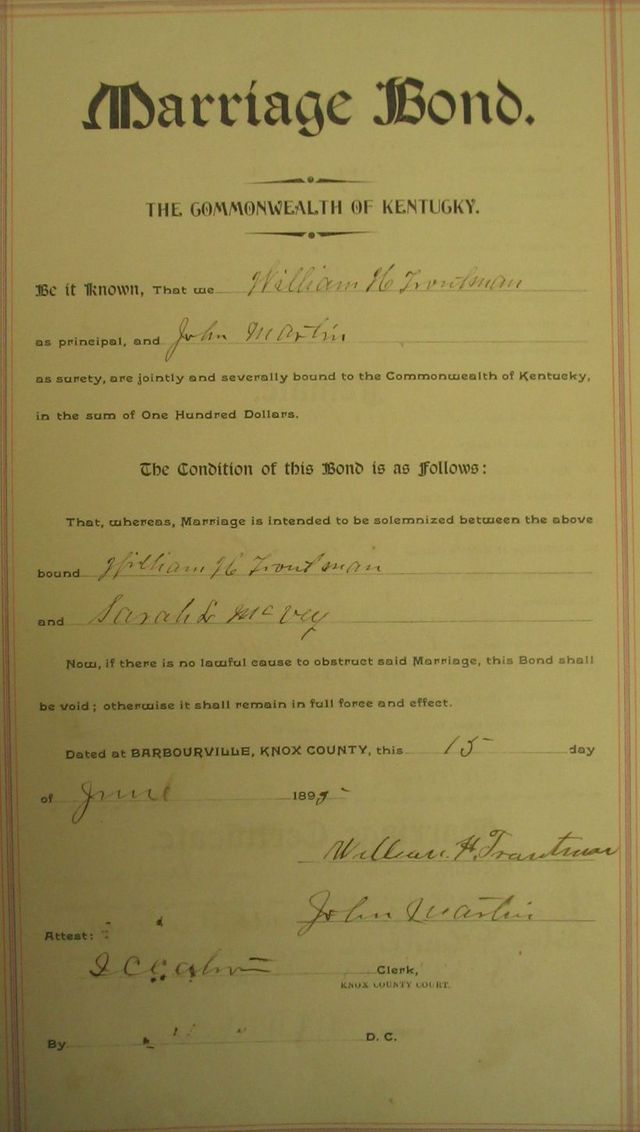 Marriage Bond.
THE COMMONWEALTH OF KENTUCKY.
Be it Known, That we William H Troutman
as principal, and John Martin
as surety, are jointly and severally bound to the Commonwealth of Kentucky,
in the sum of One Hundred Dollars.
The Condition of this Bond is as Follows:
That, whereas, Marriage is intended to be solemnized between the above
bound William H Troutman
and Sarah L McVey
Now, if there is no lawful cause to obstruct said Marriage, this Bond shall
be void; otherwise it shall remain in full force and effect.
Dated at BARBOURVILLE, KNOX COUNTY, this 15 day
of June 1895
William H. Troutman
John Martin
Attest:
Clerk,
KNOX COUNTY COURT.
By D. C.